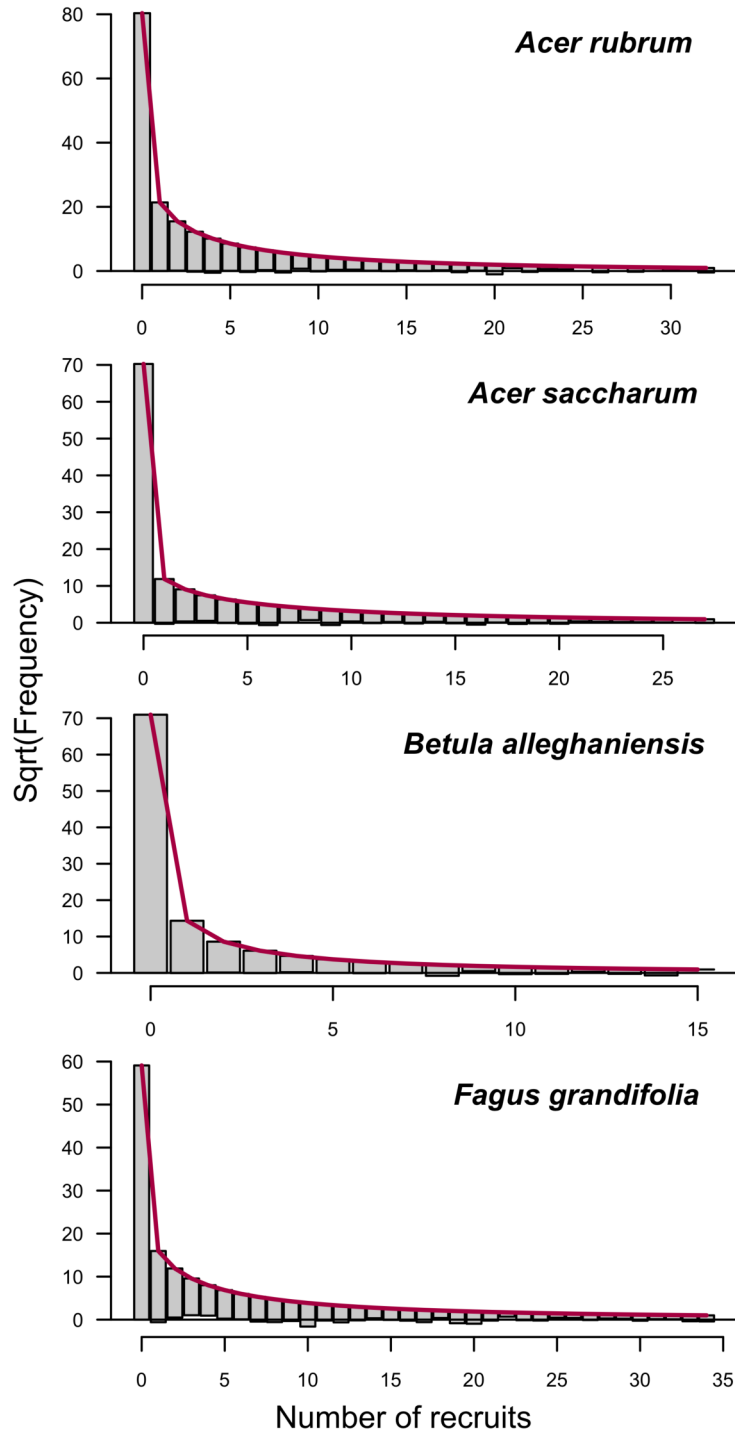 Acer rubrum
80
60
40
20
0
0 5 10 15 20 25 30
Acer saccharum
70
60
50
40
30
20
10
0
0 5 10 15 20 25
Sqrt(Frequency)
Betula alleghaniensis
70
60
50
40
30
20
10
0
0 5 10 15
Fagus grandifolia
60
50
40
30
20
10
0
0 5 10 15 20 25 30 35
Number of recruits